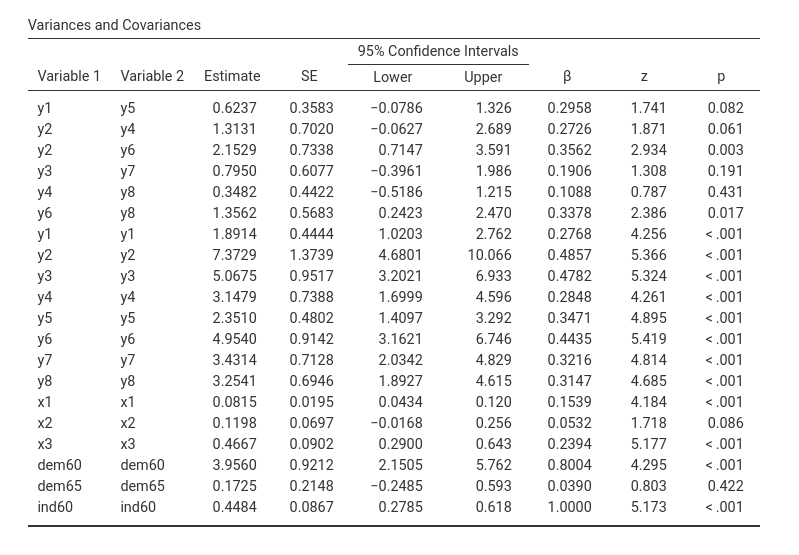 Variances and Covariances
95% Confidence Intervals
Variable 1 Variable 2 Estimate SE Lower Upper β z p
y1 y5 0.6237 0.3583 −0.0786 1.326 0.2958 1.741 0.082
y2 y4 1.3131 0.7020 −0.0627 2.689 0.2726 1.871 0.061
y2 y6 2.1529 0.7338 0.7147 3.591 0.3562 2.934 0.003
y3 y7 0.7950 0.6077 −0.3961 1.986 0.1906 1.308 0.191
y4 y8 0.3482 0.4422 −0.5186 1.215 0.1088 0.787 0.431
y6 y8 1.3562 0.5683 0.2423 2.470 0.3378 2.386 0.017
y1 y1 1.8914 0.4444 1.0203 2.762 0.2768 4.256 < .001
y2 y2 7.3729 1.3739 4.6801 10.066 0.4857 5.366 < .001
y3 y3 5.0675 0.9517 3.2021 6.933 0.4782 5.324 < .001
y4 y4 3.1479 0.7388 1.6999 4.596 0.2848 4.261 < .001
y5 y5 2.3510 0.4802 1.4097 3.292 0.3471 4.895 < .001
y6 y6 4.9540 0.9142 3.1621 6.746 0.4435 5.419 < .001
y7 y7 3.4314 0.7128 2.0342 4.829 0.3216 4.814 < .001
y8 y8 3.2541 0.6946 1.8927 4.615 0.3147 4.685 < .001
x1 x1 0.0815 0.0195 0.0434 0.120 0.1539 4.184 < .001
x2 x2 0.1198 0.0697 −0.0168 0.256 0.0532 1.718 0.086
x3 x3 0.4667 0.0902 0.2900 0.643 0.2394 5.177 < .001
dem60 dem60 3.9560 0.9212 2.1505 5.762 0.8004 4.295 < .001
dem65 dem65 0.1725 0.2148 −0.2485 0.593 0.0390 0.803 0.422
ind60 ind60 0.4484 0.0867 0.2785 0.618 1.0000 5.173 < .001